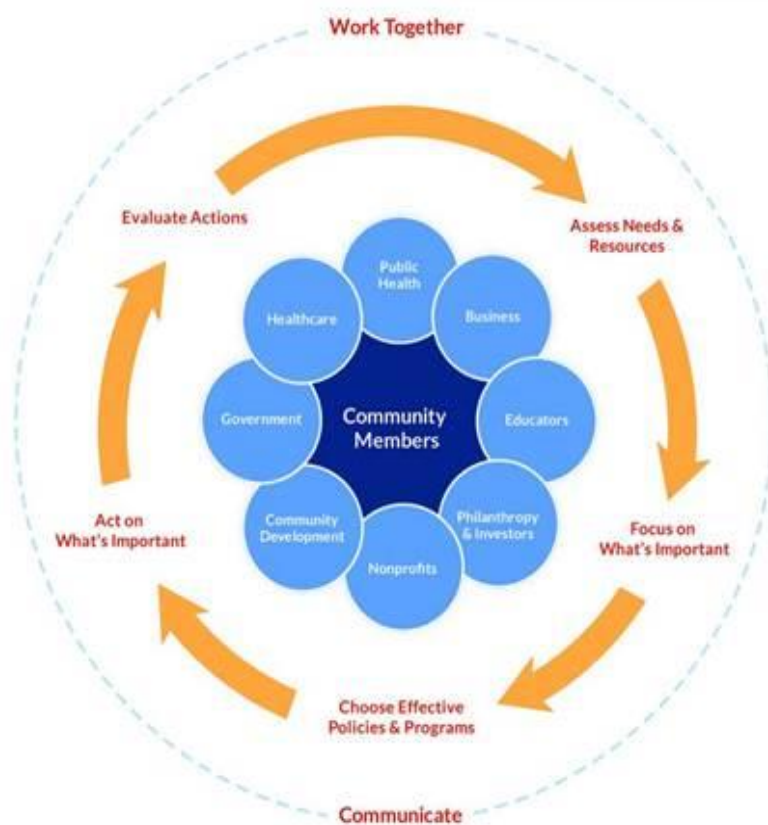 Work Together
Evaluate Actions
Assess Needs &
Resources
Public
Health
Healthcare
Business
Government
Community
Members
Educators
Community
Development
Philanthropy
& Investors
Nonprofits
Act on
What's Important
Focus on
What's Important
Choose Effective
Policies & Programs
Communicate